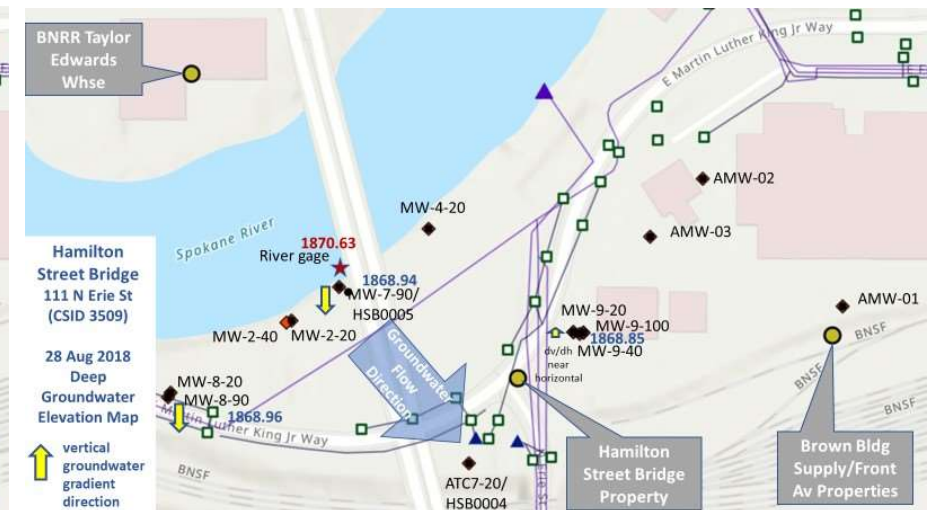 BNRR Taylor
Edwards
Whse
E Martin Luther King Jr Way
Spokane River
AMW-02
MW-4-20
AMW-03
1870.63
River gage
1868.94
MW-7-90/
HSB0005
MW-2-40
MW-2-20
AMW-01
MW-9-20
MW-9-100
1868.85
MW-9-40
dv/dh
near
horizontal
Groundwater
Flow
Direction
Hamilton
Street Bridge
111 N Erie St
(CSID 3509)
28 Aug 2018
Deep
Groundwater
Elevation Map
vertical
groundwater
gradient
direction
MW-8-20
MW-8-90
1868.96
Martin Luther King Jr Way
BNSF
BNSF
BNSF
BNSF
ATC7-20/
HSB0004
Hamilton
Street Bridge
Property
Brown Bldg
Supply/Front
Av Properties